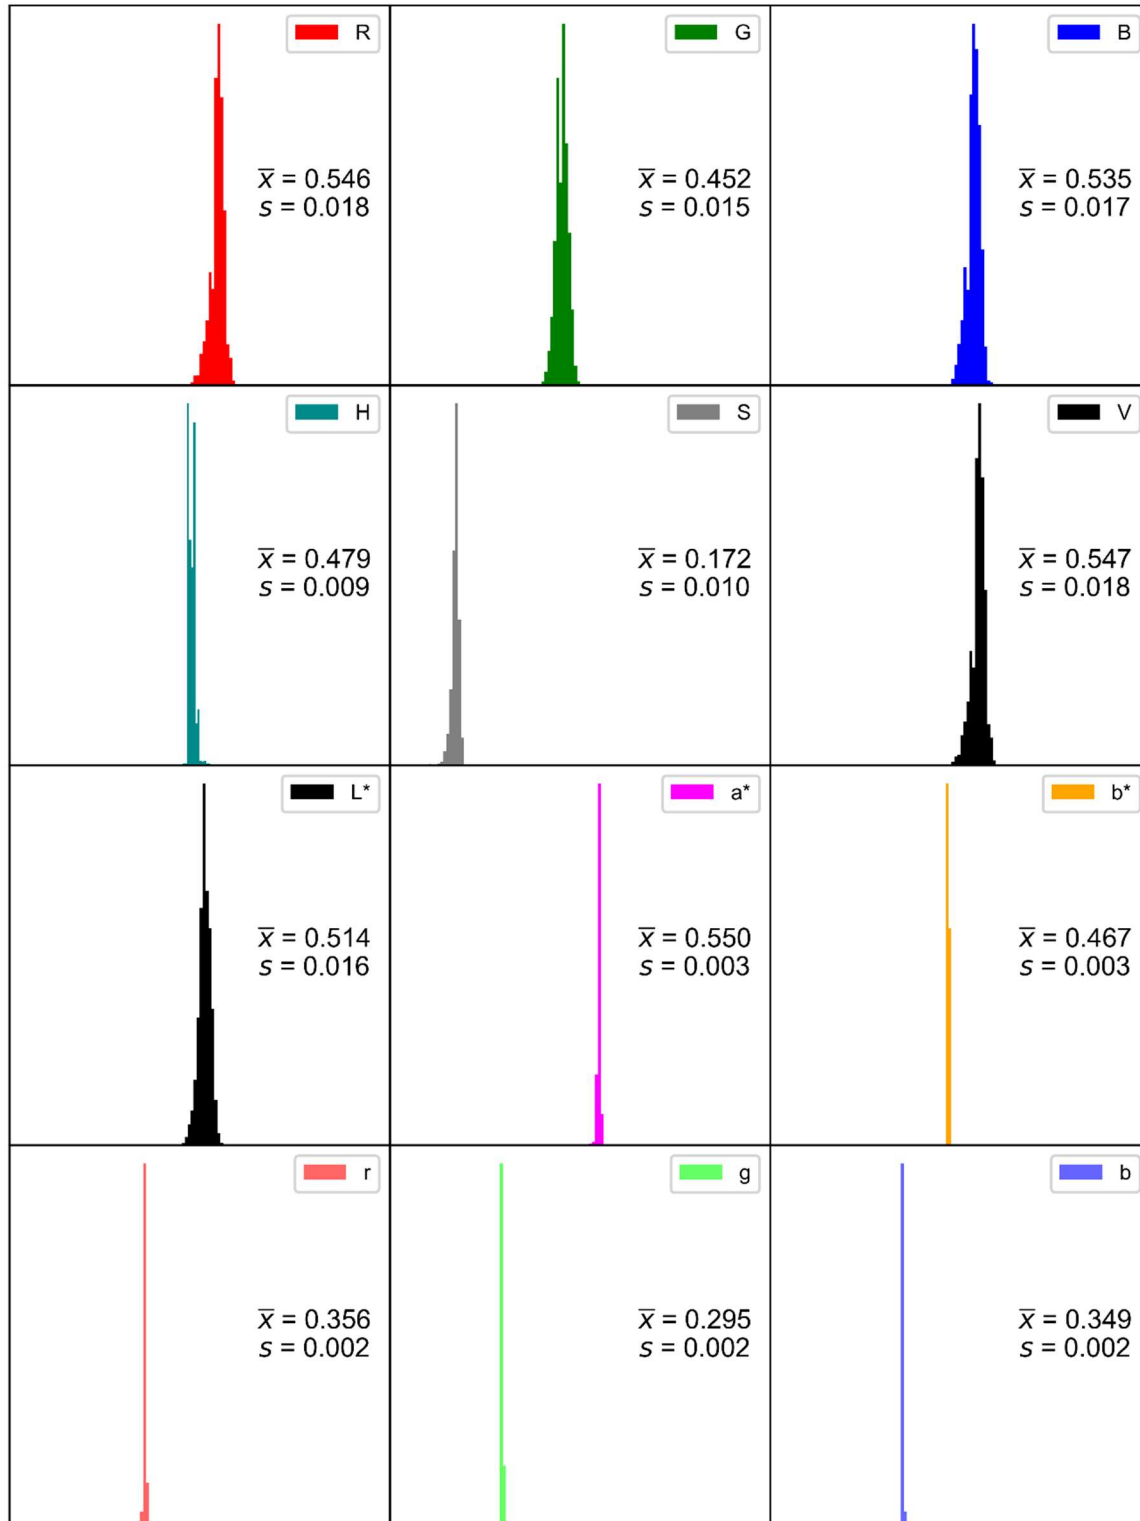 R
x̄ = 0.546
s = 0.018
G
x̄ = 0.452
s = 0.015
B
x̄ = 0.535
s = 0.017
H
x̄ = 0.479
s = 0.009
S
x̄ = 0.172
s = 0.010
V
x̄ = 0.547
s = 0.018
L*
x̄ = 0.514
s = 0.016
a*
x̄ = 0.550
s = 0.003
b*
x̄ = 0.467
s = 0.003
r
x̄ = 0.356
s = 0.002
g
x̄ = 0.295
s = 0.002
b
x̄ = 0.349
s = 0.002